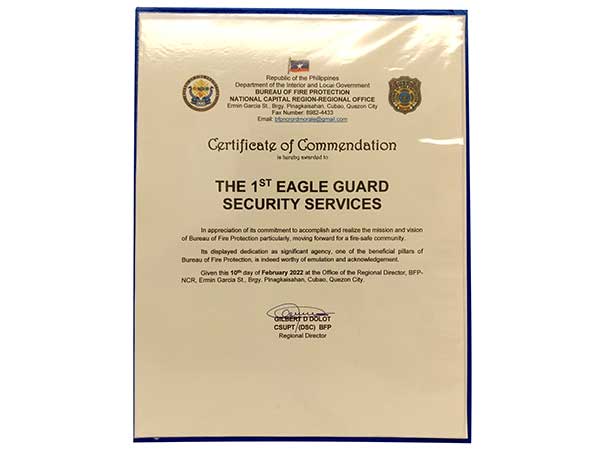 Republic of the Philippines
Department of the Interior and Local Government
BUREAU OF FIRE PROTECTION
NATIONAL CAPITAL REGION-REGIONAL OFFICE
Ermin Garcia St., Brgy. Pinagkaisahan, Cubao, Quezon City
Fax Number: 8982-4433
Email: bfpncrprdmorale@gmail.com
Certificate of Commendation
is hereby awarded to
THE 1ST EAGLE GUARD
SECURITY SERVICES
In appreciation of its commitment to accomplish and realize the mission and vision
of Bureau of Fire Protection particularly, moving forward for a fire-safe community.
Its displayed dedication as significant agency, one of the beneficial pillars of
Bureau of Fire Protection, is indeed worthy of emulation and acknowledgement.
Given this 10th day of February 2022 at the Office of the Regional Director, BFP-
NCR, Ermin Garcia St., Brgy. Pinagkaisahan, Cubao, Quezon City.
GILBERT D DOLOT
CSUPT (DSC) BFP
Regional Director